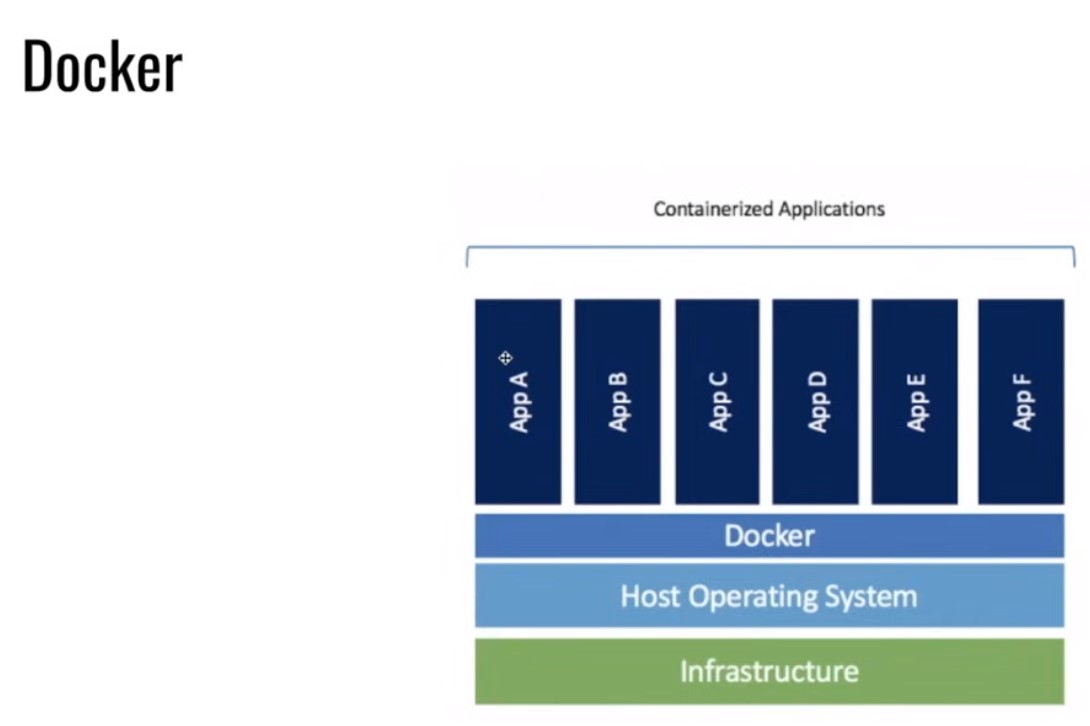 Docker
Containerized Applications
App A
App B
App C
App D
App E
App F
Docker
Host Operating System
Infrastructure